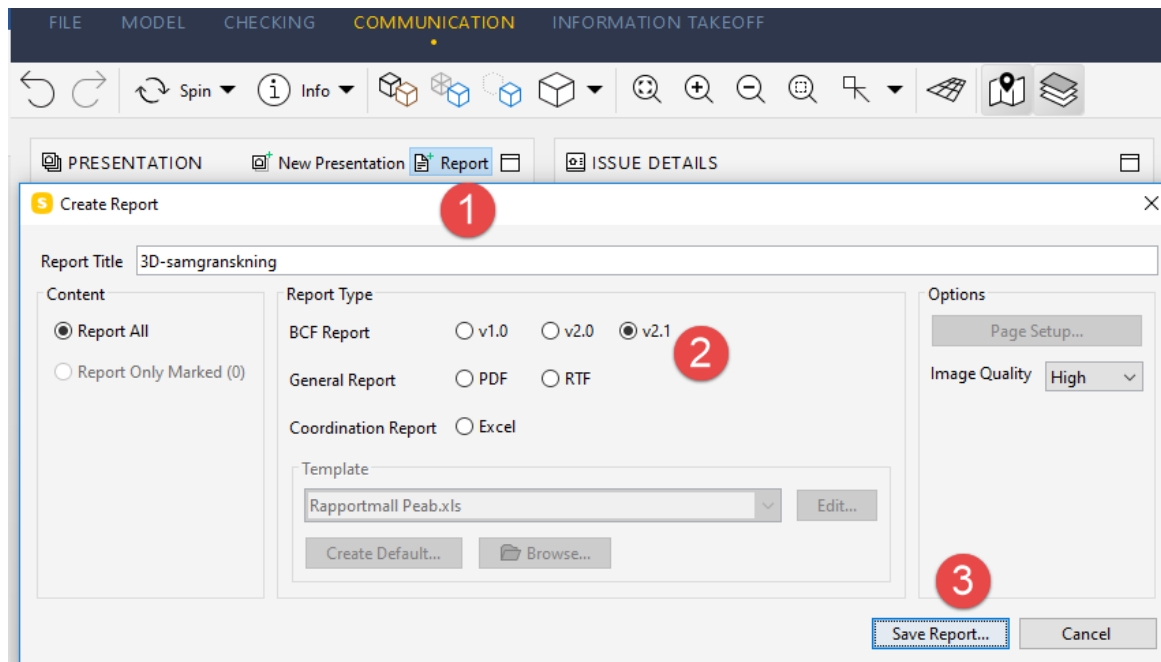 FILE MODEL CHECKING COMMUNICATION INFORMATION TAKEOFF
Spin Info
PRESENTATION New Presentation Report ISSUE DETAILS
1
S Create Report
Report Title 3D-samgranskning
Content Report Type Options
Report All BCF Report v1.0 v2.0 v2.1 Page Setup...
2
Report Only Marked (0) General Report PDF RTF Image Quality High
Coordination Report Excel
Template
Rapportmall Peab.xls Edit...
Create Default... Browse...
3
Save Report... Cancel